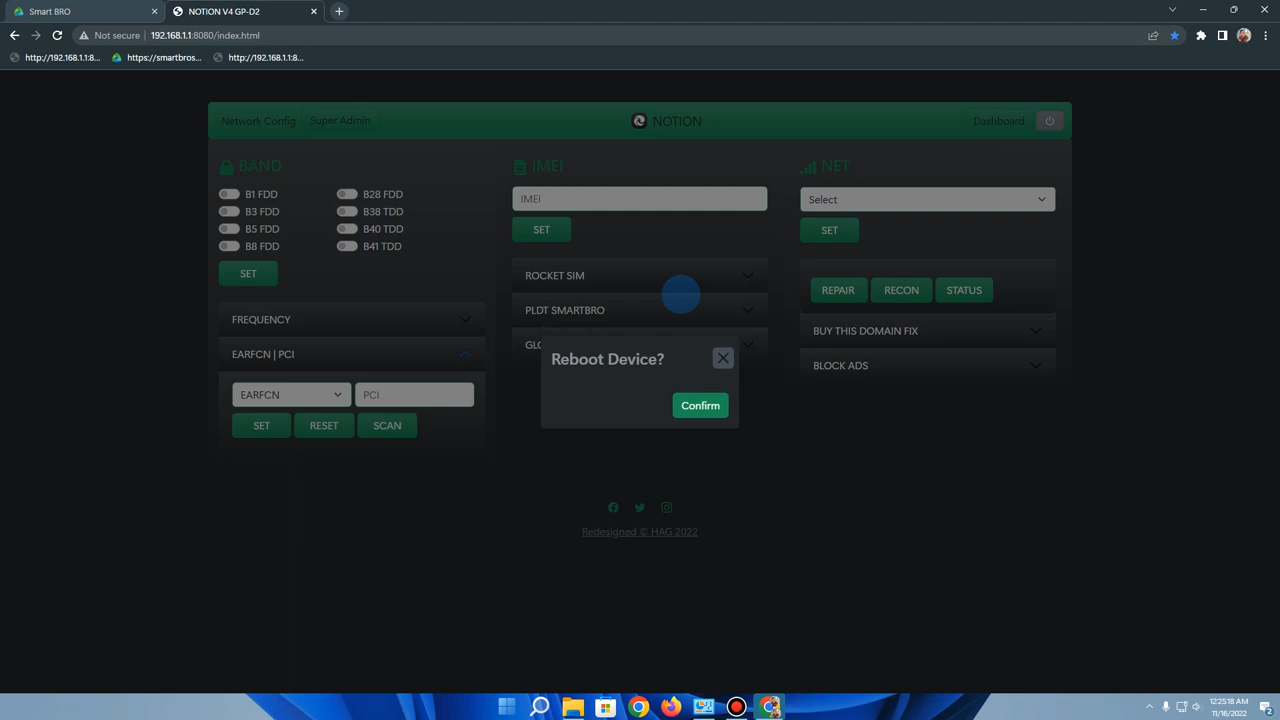 Smart BRO
NOTION V4 GP-D2
Not secure
192.168.1.1:8080/index.html
http://192.168.1.1:8...
https://smartbros...
http://192.168.1.1:8...
Network Config
Super Admin
NOTION
Dashboard
BAND
B1 FDD
B28 FDD
B3 FDD
B38 TDD
B5 FDD
B40 TDD
B8 FDD
B41 TDD
SET
FREQUENCY
EARFCN | PCI
EARFCN
PCI
SET
RESET
SCAN
IMEI
IMEI
SET
ROCKET SIM
PLDT SMARTBRO
NET
Select
SET
REPAIR
RECON
STATUS
BUY THIS DOMAIN FIX
BLOCK ADS
Reboot Device?
Confirm
Redesigned © HAG 2022
12:25:18 AM
11/16/2022
2